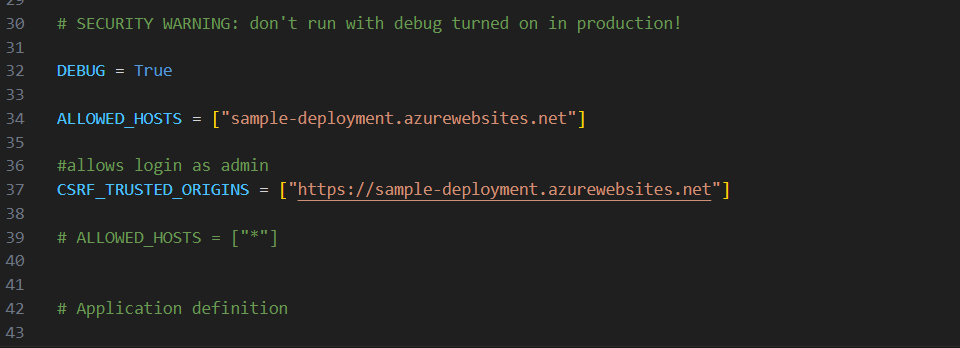 29
30 # SECURITY WARNING: don't run with debug turned on in production!
31
32 DEBUG = True
33
34 ALLOWED_HOSTS = ["sample-deployment.azurewebsites.net"]
35
36 #allows login as admin
37 CSRF_TRUSTED_ORIGINS = ["https://sample-deployment.azurewebsites.net"]
38
39 # ALLOWED_HOSTS = ["*"]
40
41
42 # Application definition
43